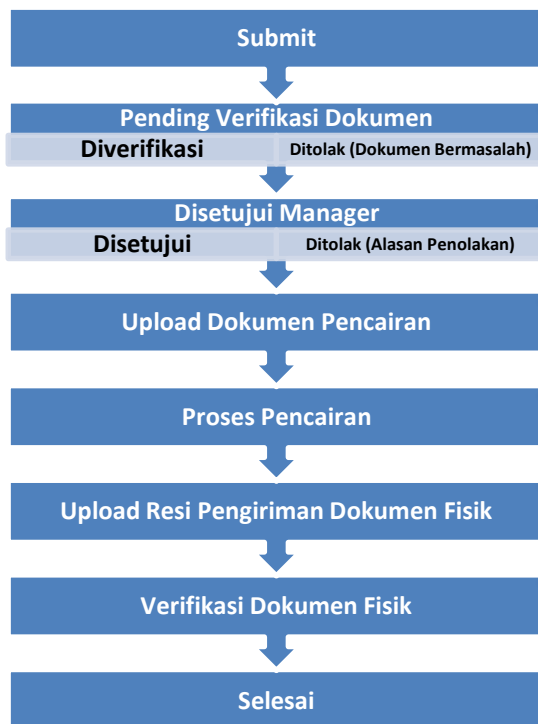 Submit
Pending Verifikasi Dokumen
Diverifikasi
Ditolak (Dokumen Bermasalah)
Disetujui Manager
Disetujui
Ditolak (Alasan Penolakan)
Upload Dokumen Pencairan
Proses Pencairan
Upload Resi Pengiriman Dokumen Fisik
Verifikasi Dokumen Fisik
Selesai